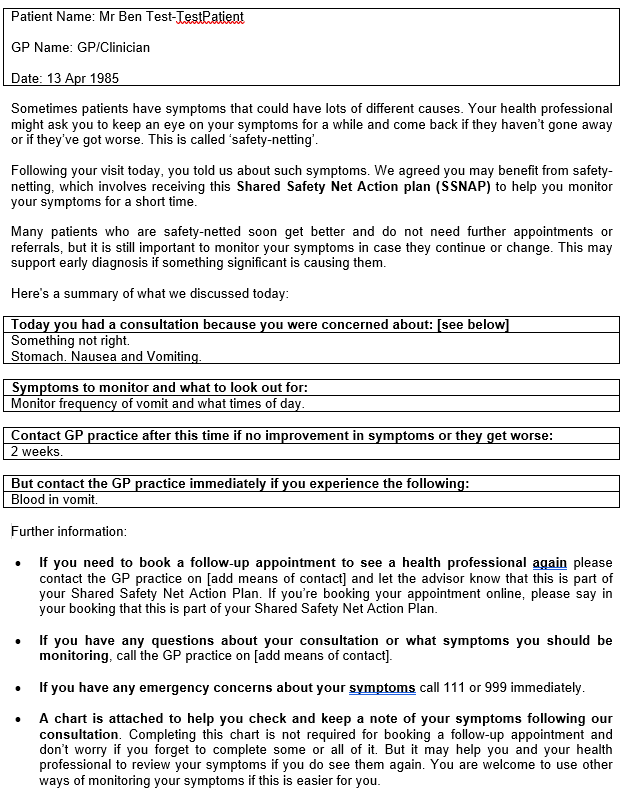 Patient Name: Mr Ben Test-TestPatient
GP Name: GP/Clinician
Date: 13 Apr 1985
Sometimes patients have symptoms that could have lots of different causes. Your health professional
might ask you to keep an eye on your symptoms for a while and come back if they haven’t gone away
or if they’ve got worse. This is called ‘safety-netting’.
Following your visit today, you told us about such symptoms. We agreed you may benefit from safety-
netting, which involves receiving this Shared Safety Net Action plan (SSNAP) to help you monitor
your symptoms for a short time.
Many patients who are safety-netted soon get better and do not need further appointments or
referrals, but it is still important to monitor your symptoms in case they continue or change. This may
support early diagnosis if something significant is causing them.
Here’s a summary of what we discussed today:
Today you had a consultation because you were concerned about: [see below]
Something not right.
Stomach. Nausea and Vomiting.
Symptoms to monitor and what to look out for:
Monitor frequency of vomit and what times of day.
Contact GP practice after this time if no improvement in symptoms or they get worse:
2 weeks.
But contact the GP practice immediately if you experience the following:
Blood in vomit.
Further information:
• If you need to book a follow-up appointment to see a health professional again please
contact the GP practice on [add means of contact] and let the advisor know that this is part of
your Shared Safety Net Action Plan. If you’re booking your appointment online, please say in
your booking that this is part of your Shared Safety Net Action Plan.
• If you have any questions about your consultation or what symptoms you should be
monitoring, call the GP practice on [add means of contact].
• If you have any emergency concerns about your symptoms call 111 or 999 immediately.
• A chart is attached to help you check and keep a note of your symptoms following our
consultation. Completing this chart is not required for booking a follow-up appointment and
don’t worry if you forget to complete some or all of it. But it may help you and your health
professional to review your symptoms if you do see them again. You are welcome to use other
ways of monitoring your symptoms if this is easier for you.